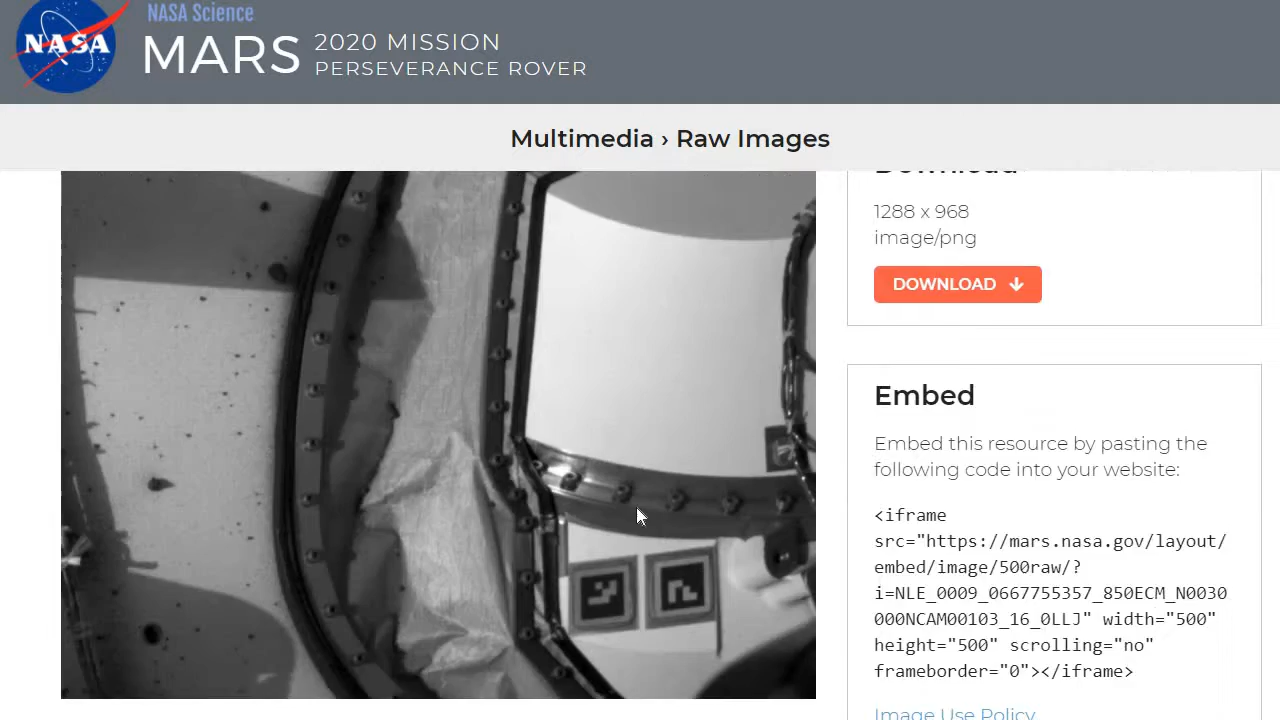 NASA
NASA Science
MARS
2020 MISSION
PERSEVERANCE ROVER
Multimedia › Raw Images
Download
1288 x 968
image/png
DOWNLOAD
Embed
Embed this resource by pasting the
following code into your website:
<iframe
src="https://mars.nasa.gov/layout/
embed/image/500raw/?
i=NLE_0009_0667755357_850ECM_N0030
000NCAM00103_16_0LLJ" width="500"
height="500" scrolling="no"
frameborder="0"></iframe>
Image Use Policy